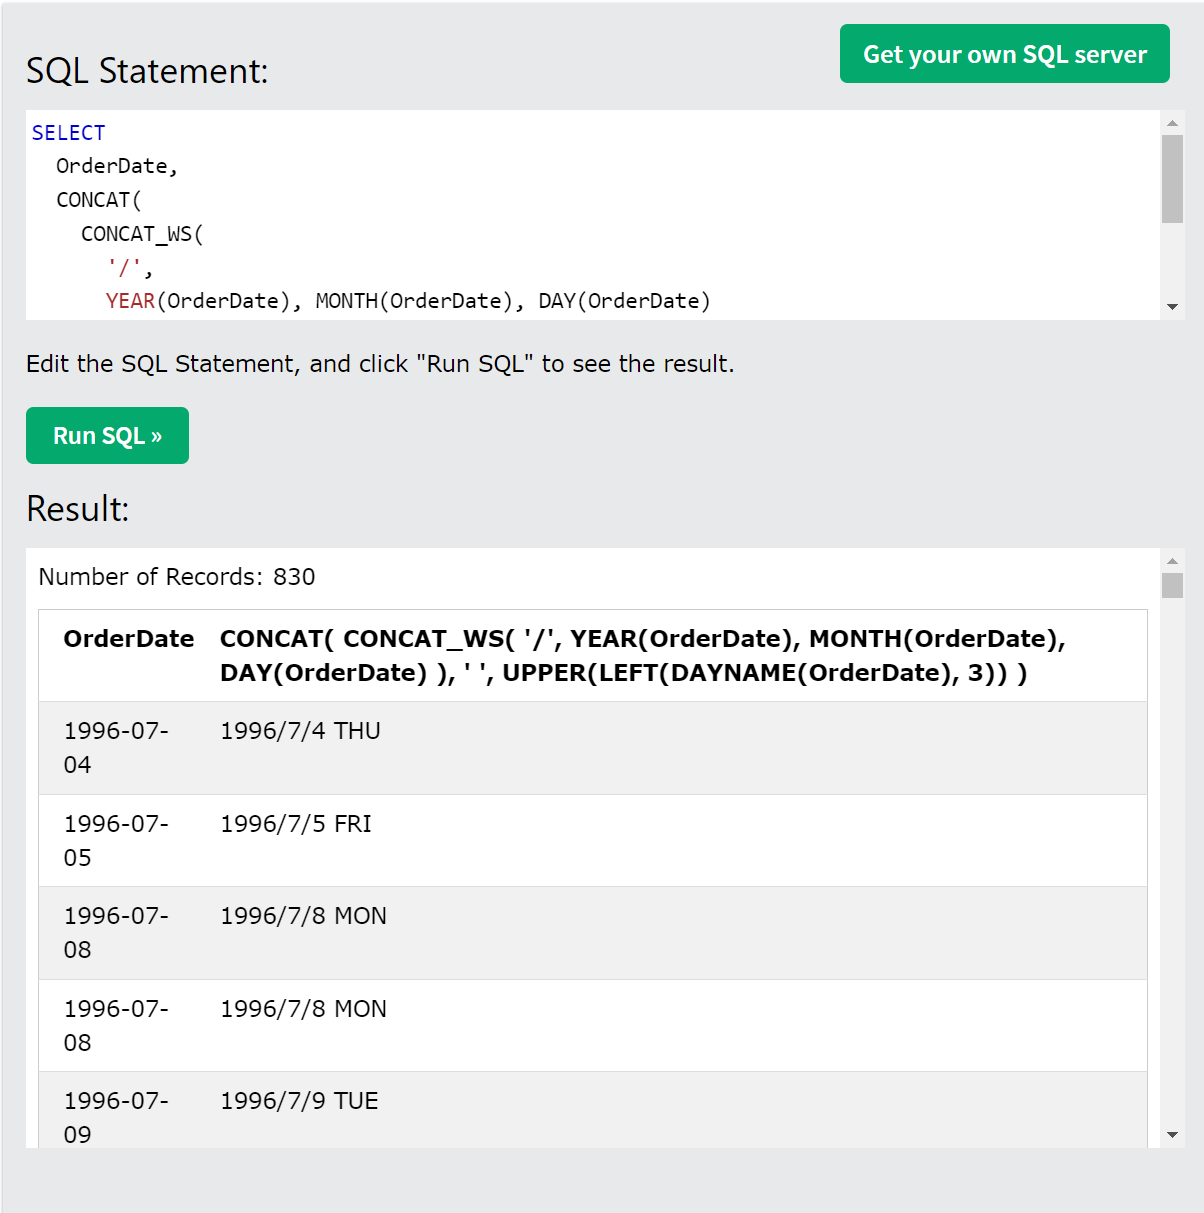 Get your own SQL server
SQL Statement:
SELECT
OrderDate,
CONCAT(
CONCAT_WS(
'/',
YEAR(OrderDate), MONTH(OrderDate), DAY(OrderDate)
Edit the SQL Statement, and click "Run SQL" to see the result.
Run SQL »
Result:
Number of Records: 830
OrderDate CONCAT( CONCAT_WS( '/', YEAR(OrderDate), MONTH(OrderDate),
DAY(OrderDate) ), ' ', UPPER(LEFT(DAYNAME(OrderDate), 3)) )
1996-07- 1996/7/4 THU
04
1996-07- 1996/7/5 FRI
05
1996-07- 1996/7/8 MON
08
1996-07- 1996/7/8 MON
08
1996-07- 1996/7/9 TUE
09